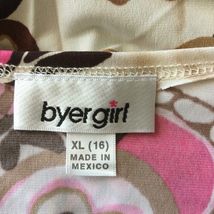 byer girl
XL (16)
MADE IN
MEXICO